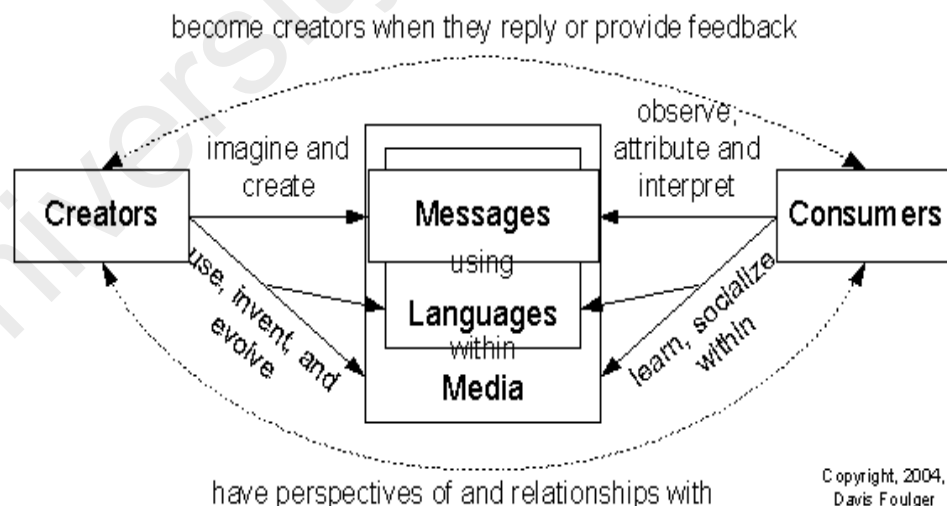 become creators when they reply or provide feedback
imagine and
create
observe,
attribute and
interpret
Creators
Messages
Consumers
using
Languages
within
Media
use, invent, and
evolve
learn, socialize
within
have perspectives of and relationships with
Copyright, 2004,
Davis Foulger